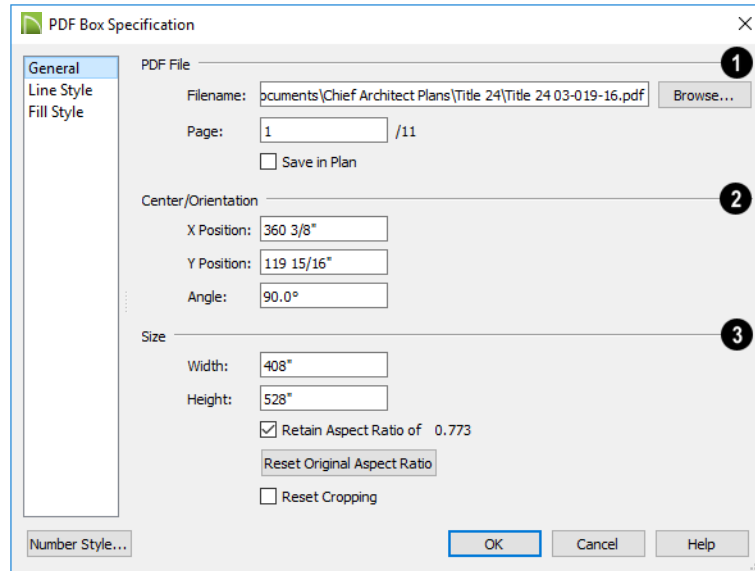 PDF Box Specification
General
Line Style
Fill Style
PDF File 1
Filename: ocuments\Chief Architect Plans\Title 24\Title 24 03-019-16.pdf Browse...
Page: 1 /11
Save in Plan
Center/Orientation 2
X Position: 360 3/8"
Y Position: 119 15/16"
Angle: 90.0°
Size 3
Width: 408"
Height: 528"
Retain Aspect Ratio of 0.773
Reset Original Aspect Ratio
Reset Cropping
Number Style... OK Cancel Help